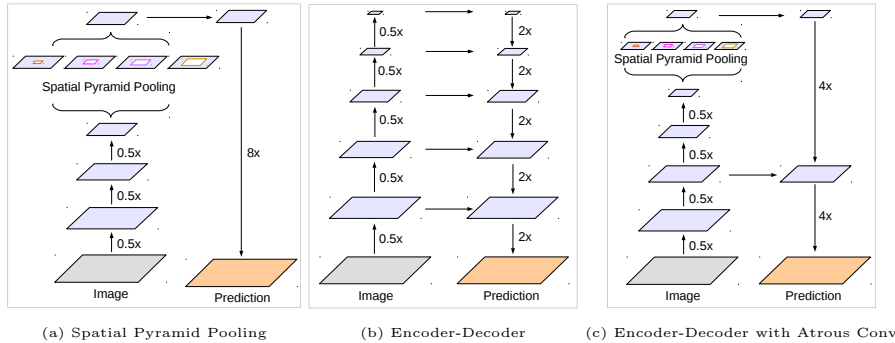 Spatial Pyramid Pooling
0.5x
0.5x
0.5x
8x
Image
Prediction
(a) Spatial Pyramid Pooling
0.5x
0.5x
0.5x
0.5x
0.5x
2x
2x
2x
2x
2x
Image
Prediction
(b) Encoder-Decoder
Spatial Pyramid Pooling
0.5x
0.5x
0.5x
0.5x
4x
4x
Image
Prediction
(c) Encoder-Decoder with Atrous Conv